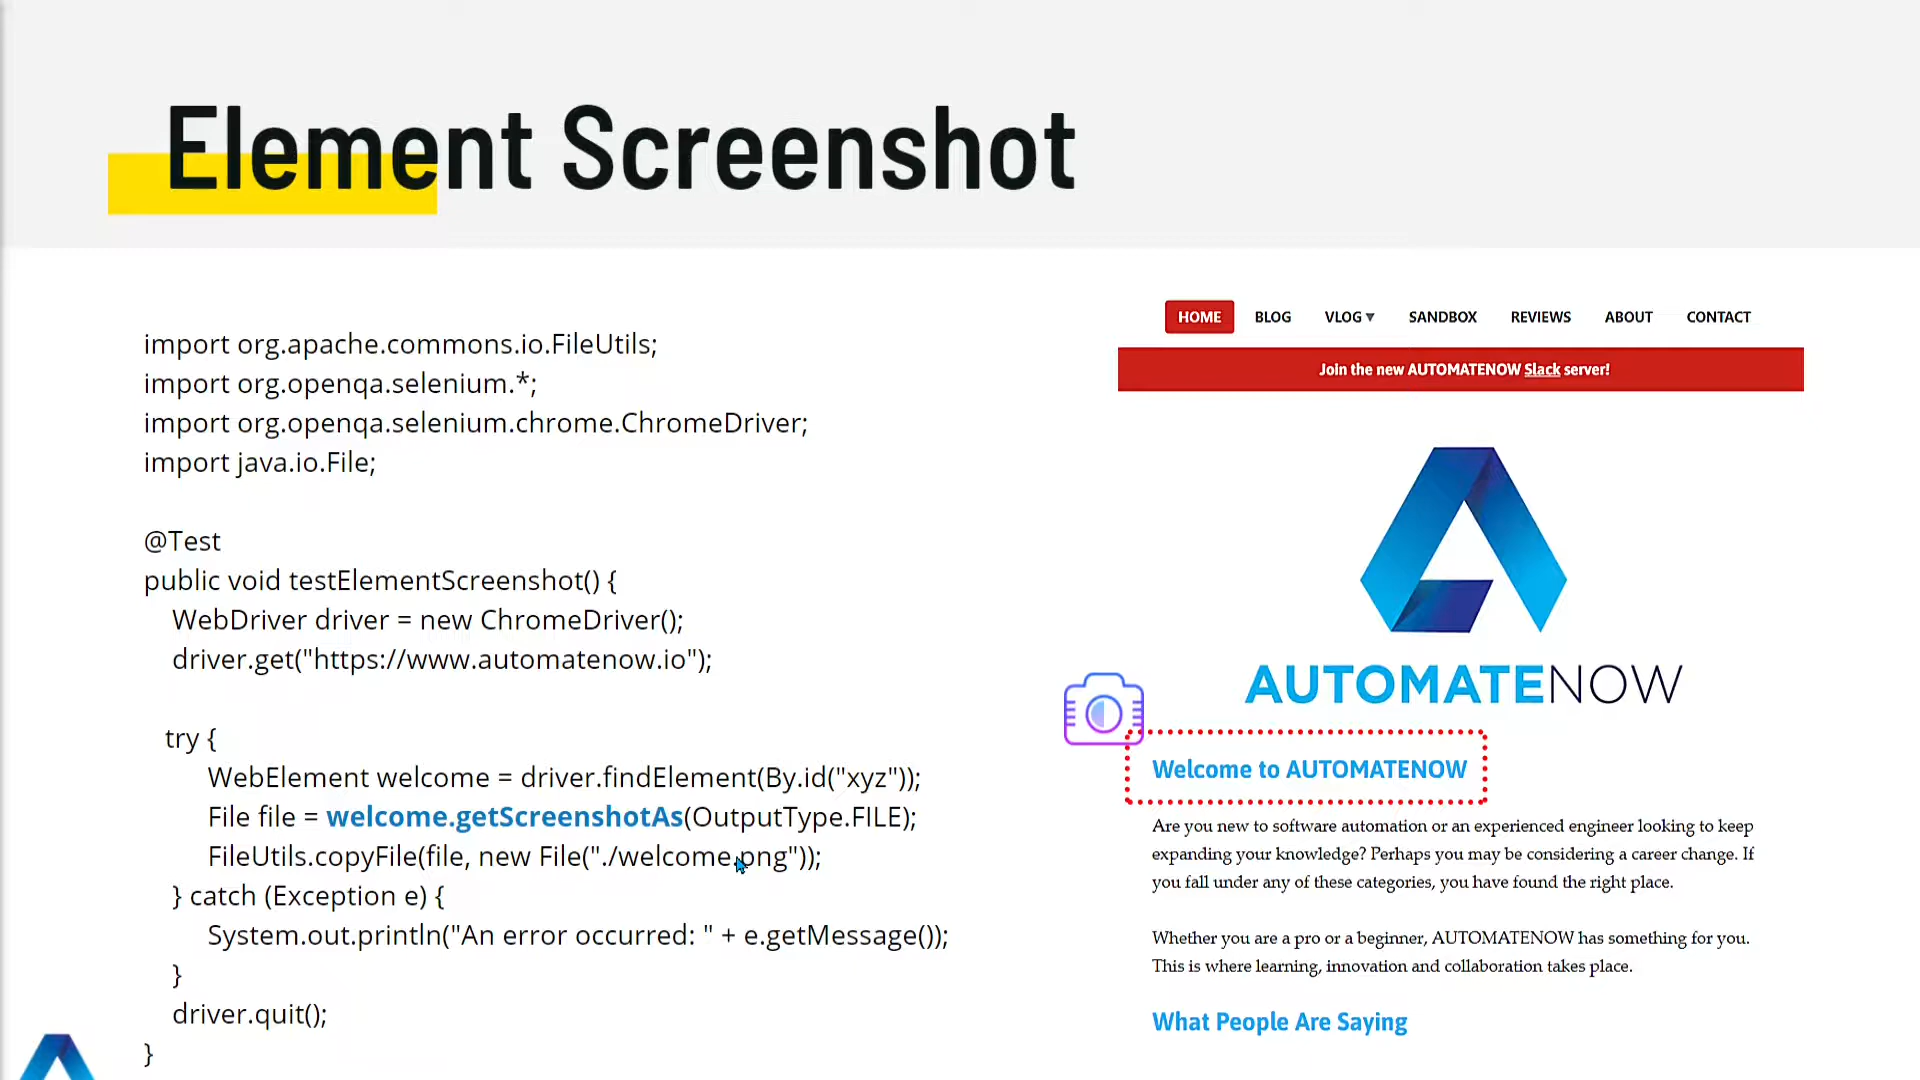 Element Screenshot
import org.apache.commons.io.FileUtils;
import org.openqa.selenium.*;
import org.openqa.selenium.chrome.ChromeDriver;
import java.io.File;
@Test
public void testElementScreenshot() {
WebDriver driver = new ChromeDriver();
driver.get("https://www.automatenow.io");
try {
WebElement welcome = driver.findElement(By.id("xyz"));
File file = welcome.getScreenshotAs(OutputType.FILE);
FileUtils.copyFile(file, new File("./welcome.png"));
} catch (Exception e) {
System.out.println("An error occurred: " + e.getMessage());
}
driver.quit();
}
HOME BLOG VLOG▼ SANDBOX REVIEWS ABOUT CONTACT
Join the new AUTOMATENOW Slack server!
AUTOMATENOW
Welcome to AUTOMATENOW
Are you new to software automation or an experienced engineer looking to keep
expanding your knowledge? Perhaps you may be considering a career change. If
you fall under any of these categories, you have found the right place.
Whether you are a pro or a beginner, AUTOMATENOW has something for you.
This is where learning, innovation and collaboration takes place.
What People Are Saying